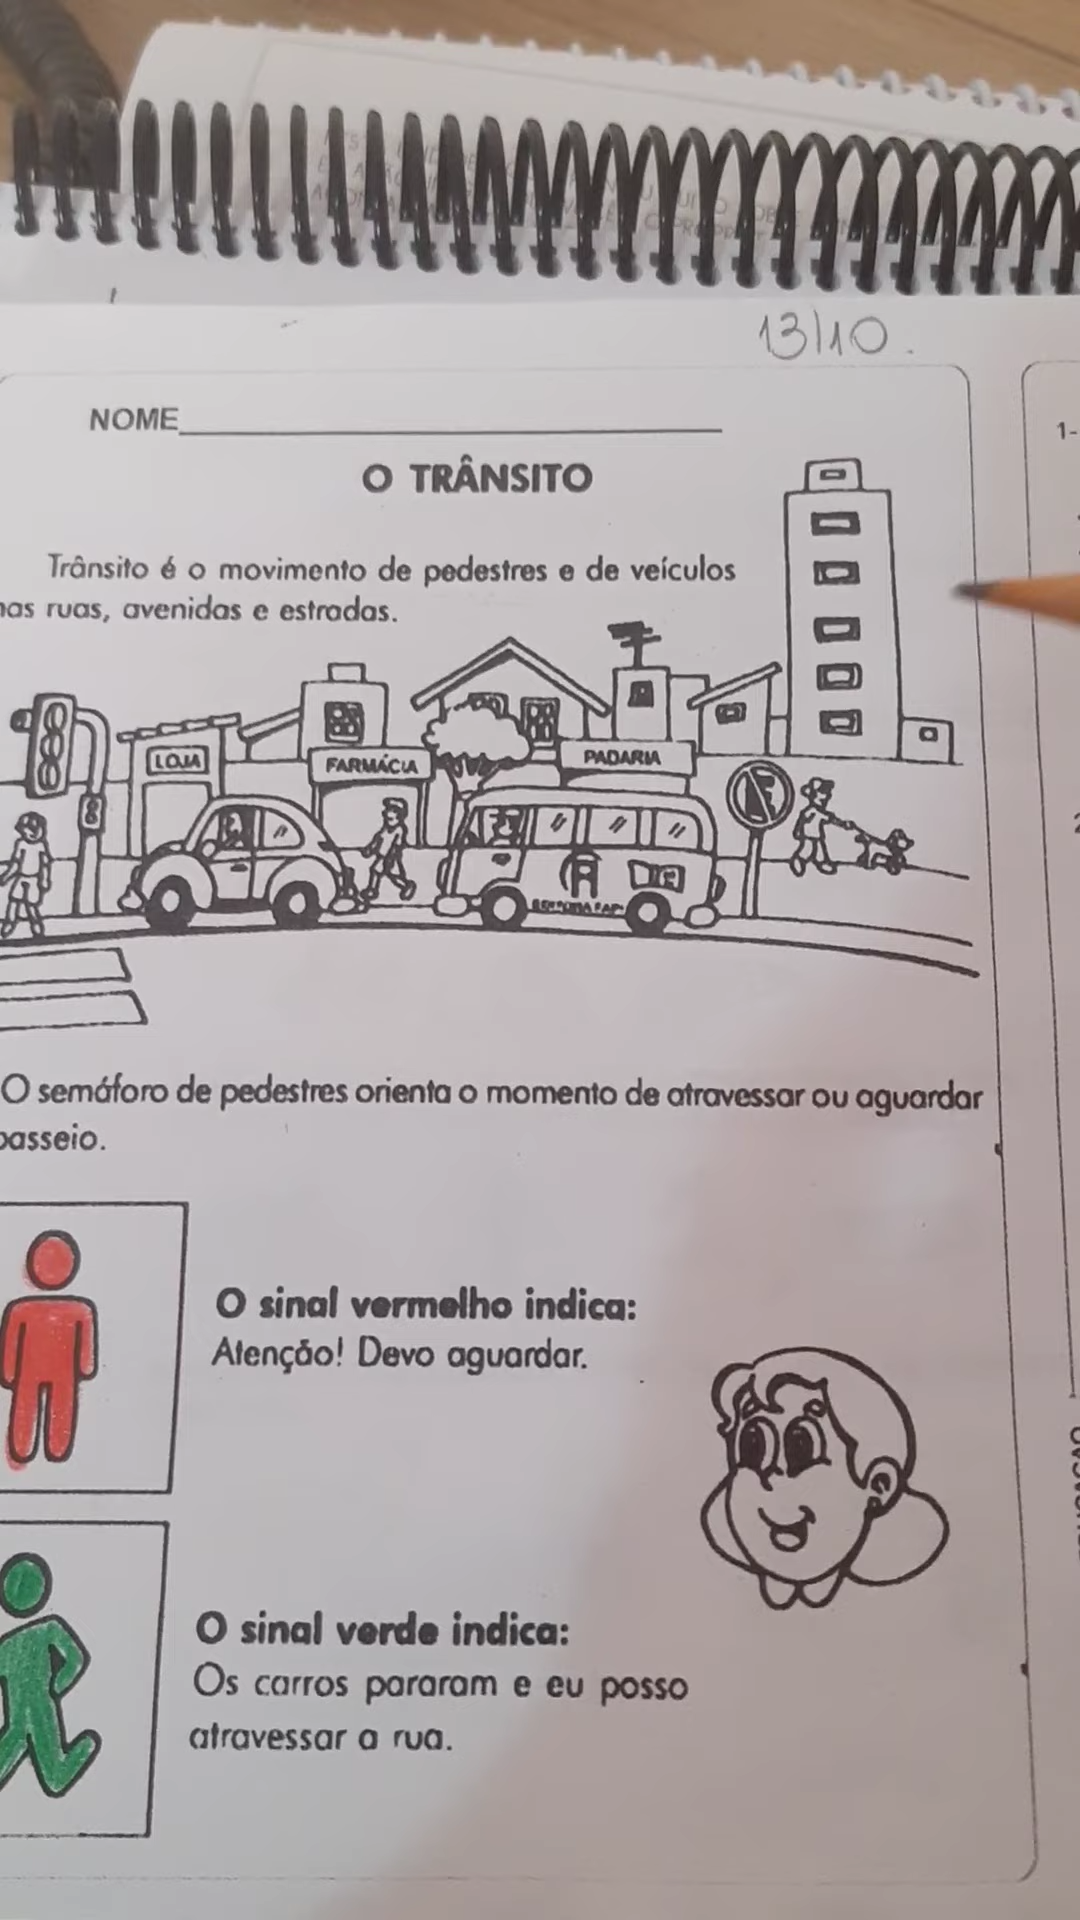 13/10.
NOME
O TRÂNSITO
Trânsito é o movimento de pedestres e de veículos
nas ruas, avenidas e estradas.
LOJA
FARMÁCIA
PADARIA
O semáforo de pedestres orienta o momento de atravessar ou aguardar
passeio.
O sinal vermelho indica:
Atenção! Devo aguardar.
O sinal verde indica:
Os carros pararam e eu posso
atravessar a rua.
1-